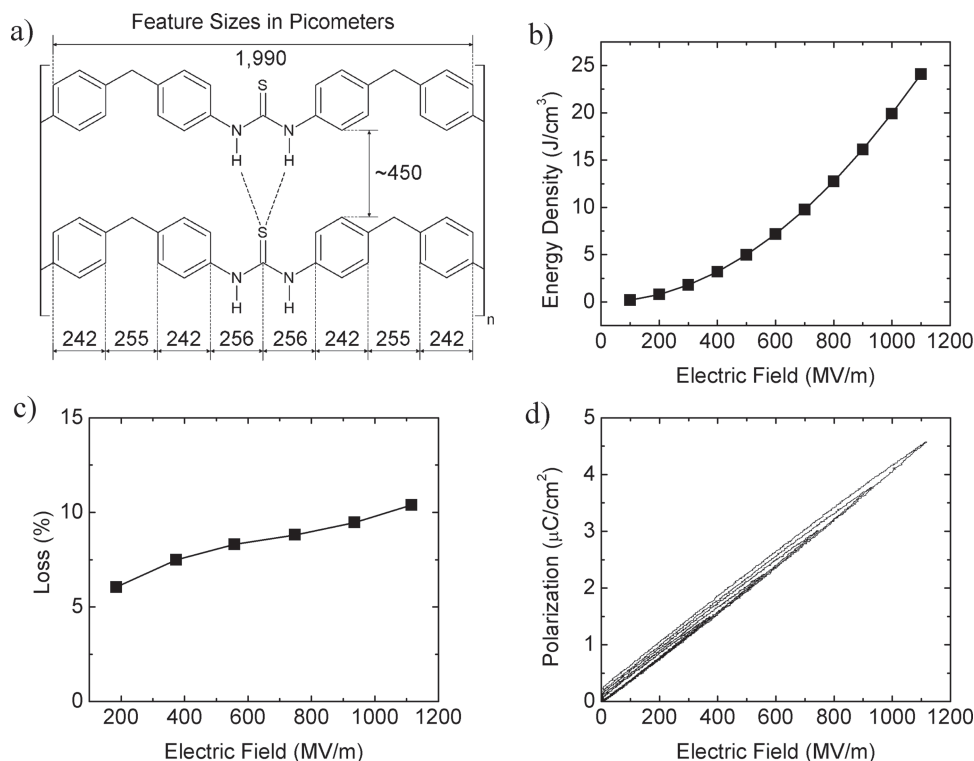 a)
Feature Sizes in Picometers
1,990
S
N N
H H
~450
S
N N
H H
n
242 255 242 256 256 242 255 242
b)
Energy Density (J/cm³)
25
20
15
10
5
0
0 200 400 600 800 1000 1200
Electric Field (MV/m)
c)
Loss (%)
15
10
5
0
200 400 600 800 1000 1200
Electric Field (MV/m)
d)
Polarization (μC/cm²)
5
4
3
2
1
0
0 200 400 600 800 1000 1200
Electric Field (MV/m)